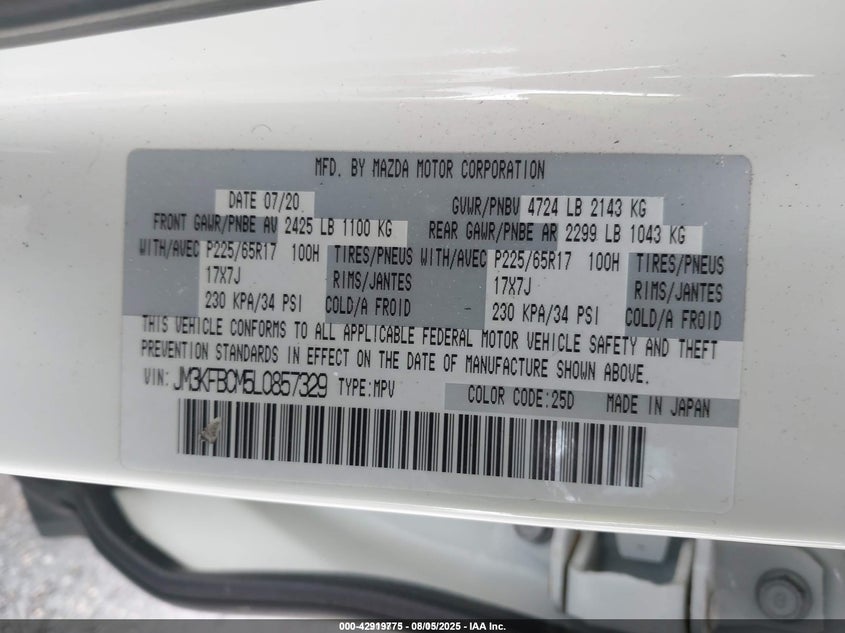 MFD. BY MAZDA MOTOR CORPORATION
DATE 07/20 GVWR/PNBV 4724 LB 2143 KG
FRONT GAWR/PNBE AV 2425 LB 1100 KG REAR GAWR/PNBE AR 2299 LB 1043 KG
WITH/AVEC P225/65R17 100H TIRES/PNEUS WITH/AVEC P225/65R17 100H TIRES/PNEUS
17X7J RIMS/JANTES 17X7J RIMS/JANTES
230 KPA/34 PSI COLD/A FROID 230 KPA/34 PSI COLD/A FROID
THIS VEHICLE CONFORMS TO ALL APPLICABLE FEDERAL MOTOR VEHICLE SAFETY AND THEFT
PREVENTION STANDARDS IN EFFECT ON THE DATE OF MANUFACTURE SHOWN ABOVE.
VIN: JM3KFBCM5L0857329 TYPE:MPV COLOR CODE:25D MADE IN JAPAN
000-42919775 - 08/05/2025 - IAA Inc.